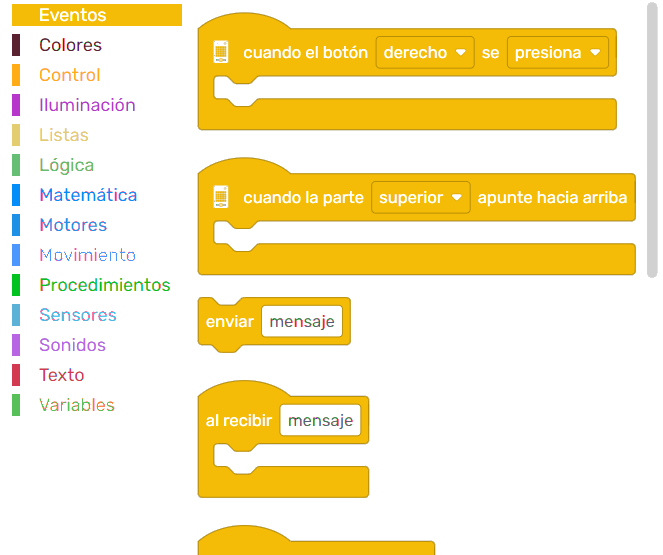 Eventos
Colores
Control
Iluminación
Listas
Lógica
Matemática
Motores
Movimiento
Procedimientos
Sensores
Sonidos
Texto
Variables
cuando el botón derecho se presiona
cuando la parte superior apunte hacia arriba
enviar mensaje
al recibir mensaje